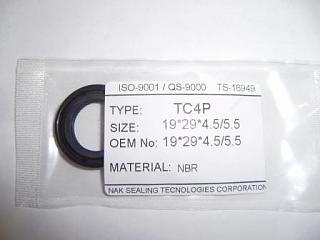 ISO-9001 / QS-9000 TS-16949
TYPE: TC4P
SIZE: 19*29*4.5/5.5
OEM No: 19*29*4.5/5.5
MATERIAL: NBR
NAK SEALING TECNOLOGIES CORPORATION